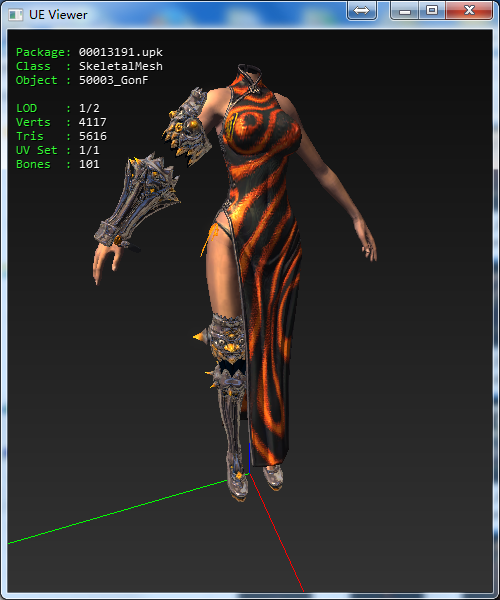 UE Viewer
Package: 00013191.upk
Class : SkeletalMesh
Object : 50003_GonF
LOD : 1/2
Verts : 4117
Tris : 5616
UV Set : 1/1
Bones : 101